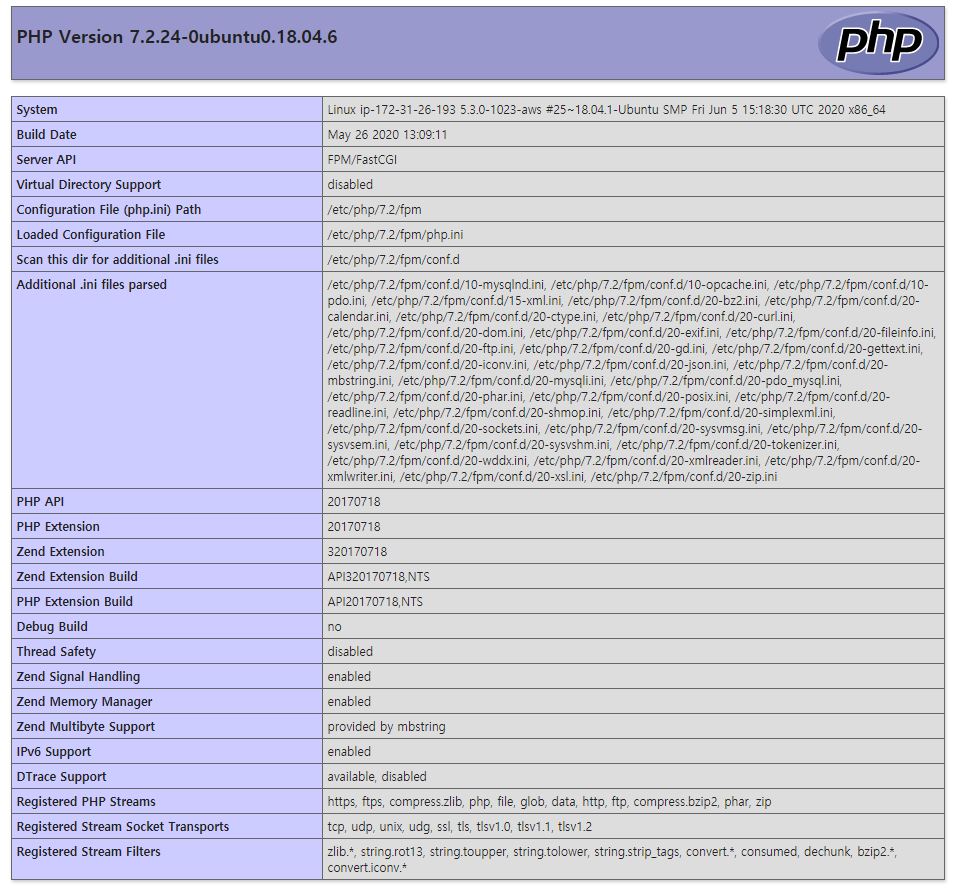 PHP Version 7.2.24-0ubuntu0.18.04.6
php
System Linux ip-172-31-26-193 5.3.0-1023-aws #25~18.04.1-Ubuntu SMP Fri Jun 5 15:18:30 UTC 2020 x86_64
Build Date May 26 2020 13:09:11
Server API FPM/FastCGI
Virtual Directory Support disabled
Configuration File (php.ini) Path /etc/php/7.2/fpm
Loaded Configuration File /etc/php/7.2/fpm/php.ini
Scan this dir for additional .ini files /etc/php/7.2/fpm/conf.d
Additional .ini files parsed /etc/php/7.2/fpm/conf.d/10-mysqlnd.ini, /etc/php/7.2/fpm/conf.d/10-opcache.ini, /etc/php/7.2/fpm/conf.d/10-
pdo.ini, /etc/php/7.2/fpm/conf.d/15-xml.ini, /etc/php/7.2/fpm/conf.d/20-bz2.ini, /etc/php/7.2/fpm/conf.d/20-
calendar.ini, /etc/php/7.2/fpm/conf.d/20-ctype.ini, /etc/php/7.2/fpm/conf.d/20-curl.ini,
/etc/php/7.2/fpm/conf.d/20-dom.ini, /etc/php/7.2/fpm/conf.d/20-exif.ini, /etc/php/7.2/fpm/conf.d/20-fileinfo.ini,
/etc/php/7.2/fpm/conf.d/20-ftp.ini, /etc/php/7.2/fpm/conf.d/20-gd.ini, /etc/php/7.2/fpm/conf.d/20-gettext.ini,
/etc/php/7.2/fpm/conf.d/20-iconv.ini, /etc/php/7.2/fpm/conf.d/20-json.ini, /etc/php/7.2/fpm/conf.d/20-
mbstring.ini, /etc/php/7.2/fpm/conf.d/20-mysqli.ini, /etc/php/7.2/fpm/conf.d/20-pdo_mysql.ini,
/etc/php/7.2/fpm/conf.d/20-phar.ini, /etc/php/7.2/fpm/conf.d/20-posix.ini, /etc/php/7.2/fpm/conf.d/20-
readline.ini, /etc/php/7.2/fpm/conf.d/20-shmop.ini, /etc/php/7.2/fpm/conf.d/20-simplexml.ini,
/etc/php/7.2/fpm/conf.d/20-sockets.ini, /etc/php/7.2/fpm/conf.d/20-sysvmsg.ini, /etc/php/7.2/fpm/conf.d/20-
sysvsem.ini, /etc/php/7.2/fpm/conf.d/20-sysvshm.ini, /etc/php/7.2/fpm/conf.d/20-tokenizer.ini,
/etc/php/7.2/fpm/conf.d/20-wddx.ini, /etc/php/7.2/fpm/conf.d/20-xmlreader.ini, /etc/php/7.2/fpm/conf.d/20-
xmlwriter.ini, /etc/php/7.2/fpm/conf.d/20-xsl.ini, /etc/php/7.2/fpm/conf.d/20-zip.ini
PHP API 20170718
PHP Extension 20170718
Zend Extension 320170718
Zend Extension Build API320170718,NTS
PHP Extension Build API20170718,NTS
Debug Build no
Thread Safety disabled
Zend Signal Handling enabled
Zend Memory Manager enabled
Zend Multibyte Support provided by mbstring
IPv6 Support enabled
DTrace Support available, disabled
Registered PHP Streams https, ftps, compress.zlib, php, file, glob, data, http, ftp, compress.bzip2, phar, zip
Registered Stream Socket Transports tcp, udp, unix, udg, ssl, tls, tlsv1.0, tlsv1.1, tlsv1.2
Registered Stream Filters zlib.*, string.rot13, string.toupper, string.tolower, string.strip_tags, convert.*, consumed, dechunk, bzip2.*,
convert.iconv.*